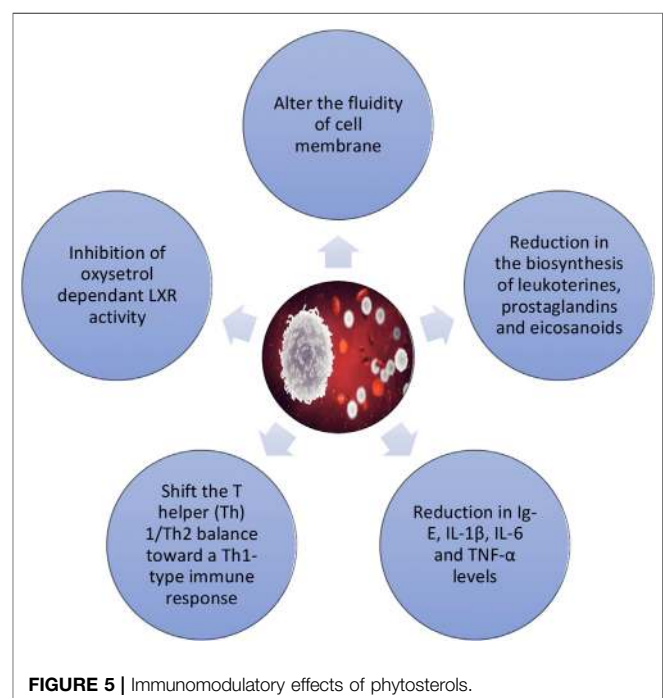 Alter the fluidity
of cell
membrane
Reduction in
the biosynthesis
of leukoterines,
prostaglandins
and eicosanoids
Reduction in Ig-
E, IL-1β, IL-6
and TNF-α
levels
Shift the T
helper (Th)
1/Th2 balance
toward a Th1-
type immune
response
Inhibition of
oxysetrol
dependant LXR
activity
FIGURE 5 | Immunomodulatory effects of phytosterols.